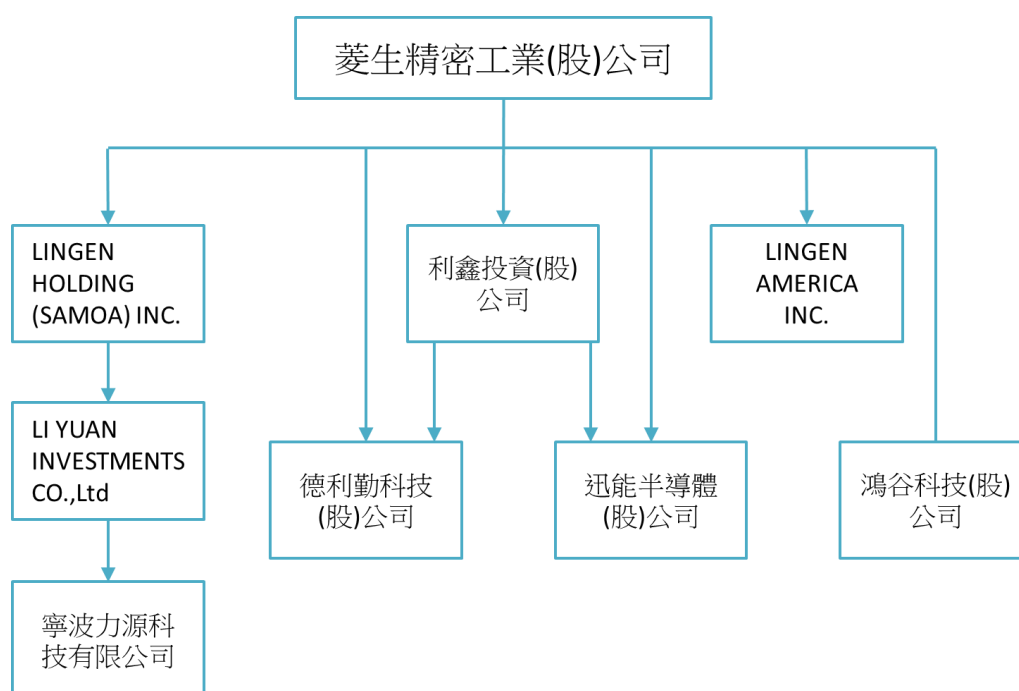 菱生精密工業(股)公司
LINGEN
HOLDING
(SAMOA) INC.
利鑫投資(股)
公司
LINGEN
AMERICA
INC.
LI YUAN
INVESTMENTS
CO.,Ltd
德利勤科技
(股)公司
迅能半導體
(股)公司
鴻谷科技(股)
公司
寧波力源科
技有限公司